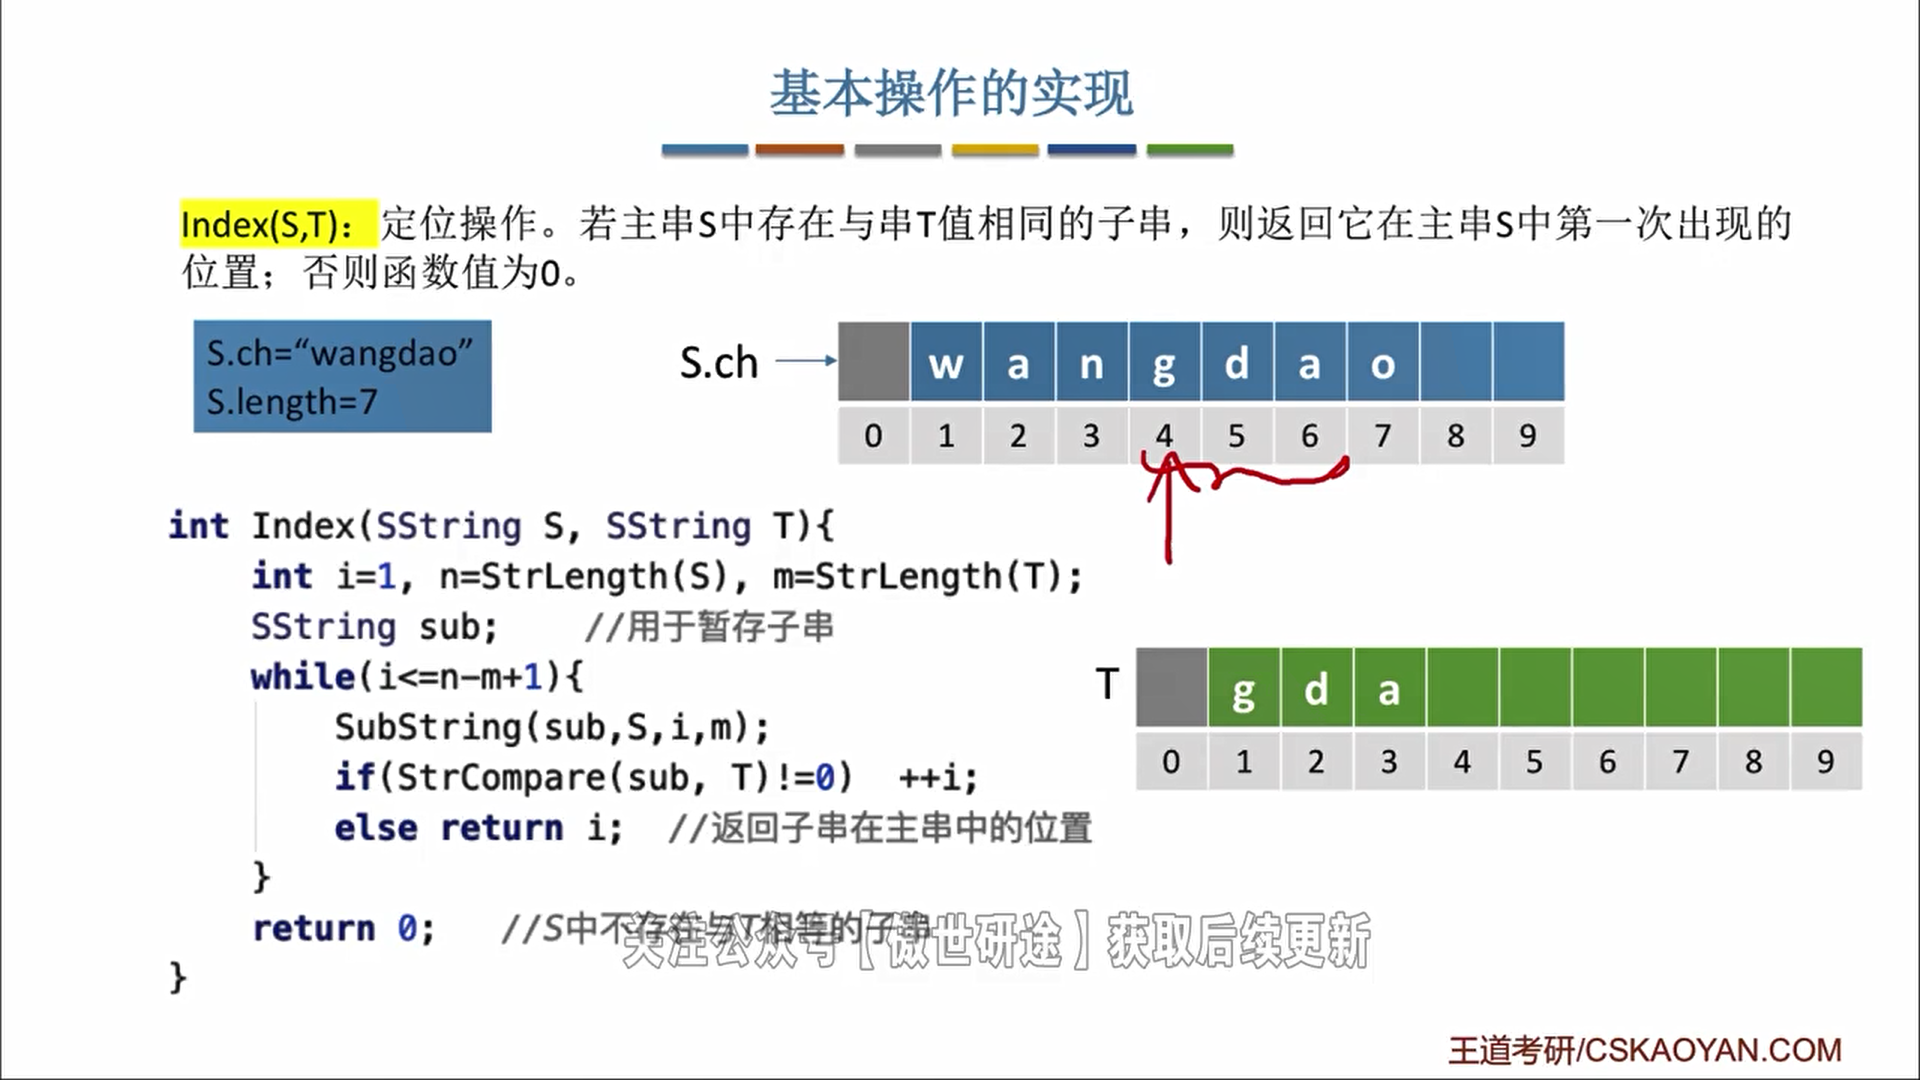 基本操作的实现
Index(S,T): 定位操作。若主串S中存在与串T值相同的子串，则返回它在主串S中第一次出现的
位置；否则函数值为0。
S.ch=“wangdao”
S.length=7
S.ch
w a n g d a o
0 1 2 3 4 5 6 7 8 9
int Index(SString S, SString T){
int i=1, n=StrLength(S), m=StrLength(T);
SString sub; //用于暂存子串
while(i<=n-m+1){
SubString(sub,S,i,m);
if(StrCompare(sub, T)!=0) ++i;
else return i; //返回子串在主串中的位置
}
return 0; //S中不存在与T相等的子串
}
T
g d a
0 1 2 3 4 5 6 7 8 9
关注公众号【傲世研途】获取后续更新
王道考研/CSKAOYAN.COM